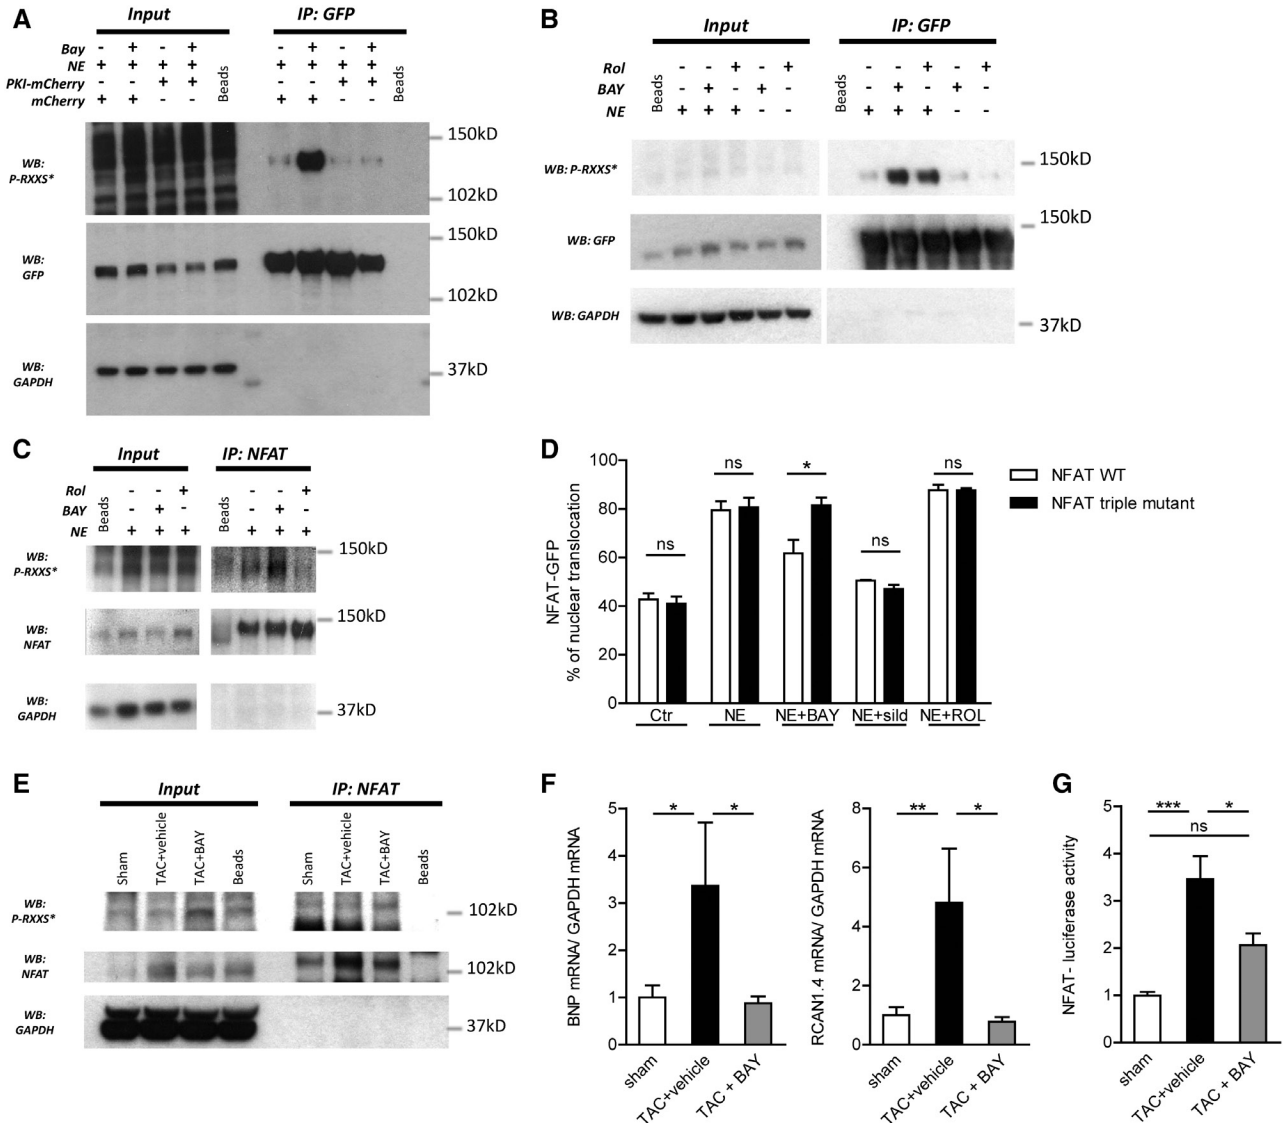 A
Input
IP: GFP
Bay - + - + - + - +
NE + + + + + + + +
PKI-mCherry - - + + - - + +
mCherry + + - - + + - -
Beads
Beads
WB:
P-RXXS*
150kD
102kD
WB:
GFP
150kD
102kD
WB:
GAPDH
37kD
B
Input
IP: GFP
Rol - - + - + - - + - +
BAY - + - + - - + - + -
NE + + + - - + + + - -
Beads
Beads
WB: P-RXXS*
150kD
WB: GFP
150kD
WB: GAPDH
37kD
C
Input
IP: NFAT
Rol - - + - - +
BAY - + - - + -
NE + + + + + +
Beads
Beads
WB:
P-RXXS*
150kD
WB:
NFAT
150kD
WB:
GAPDH
37kD
D
NFAT-GFP
% of nuclear translocation
100
80
60
40
20
0
ns
ns
*
ns
ns
Ctr
NE
NE+BAY
NE+sild
NE+ROL
NFAT WT
NFAT triple mutant
E
Input
IP: NFAT
Sham
TAC+vehicle
TAC+BAY
Beads
Sham
TAC+vehicle
TAC+BAY
Beads
WB:
P-RXXS*
102kD
WB:
NFAT
102kD
WB:
GAPDH
37kD
F
BNP mRNA/ GAPDH mRNA
5
4
3
2
1
0
*
*
sham
TAC+vehicle
TAC + BAY
RCAN1.4 mRNA/ GAPDH mRNA
8
6
4
2
0
**
*
sham
TAC+vehicle
TAC + BAY
G
NFAT- luciferase activity
5
4
3
2
1
0
***
*
ns
sham
TAC+vehicle
TAC + BAY